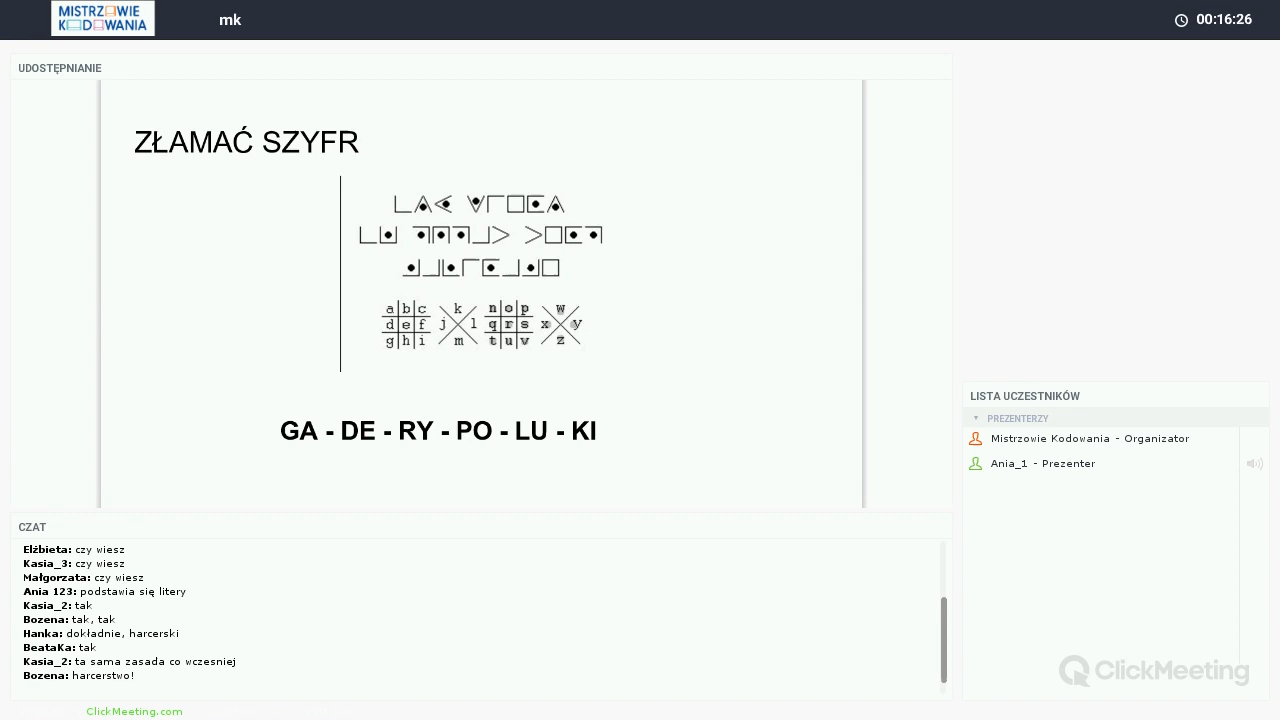 MISTRZOWIE
KODOWANIA
mk
00:16:26
UDOSTĘPNIANIE
ZŁAMAĆ SZYFR
a b c k n o p w
d e f j l q r s x y
g h i m t u v z
GA - DE - RY - PO - LU - KI
LISTA UCZESTNIKÓW
PREZENTERZY
Mistrzowie Kodowania - Organizator
Ania_1 - Prezenter
CZAT
Elżbieta: czy wiesz
Kasia_3: czy wiesz
Małgorzata: czy wiesz
Ania 123: podstawia się litery
Kasia_2: tak
Bozena: tak, tak
Hanka: dokładnie, harcerski
BeataKa: tak
Kasia_2: ta sama zasada co wczesniej
Bozena: harcerstwo!
ClickMeeting
ClickMeeting.com